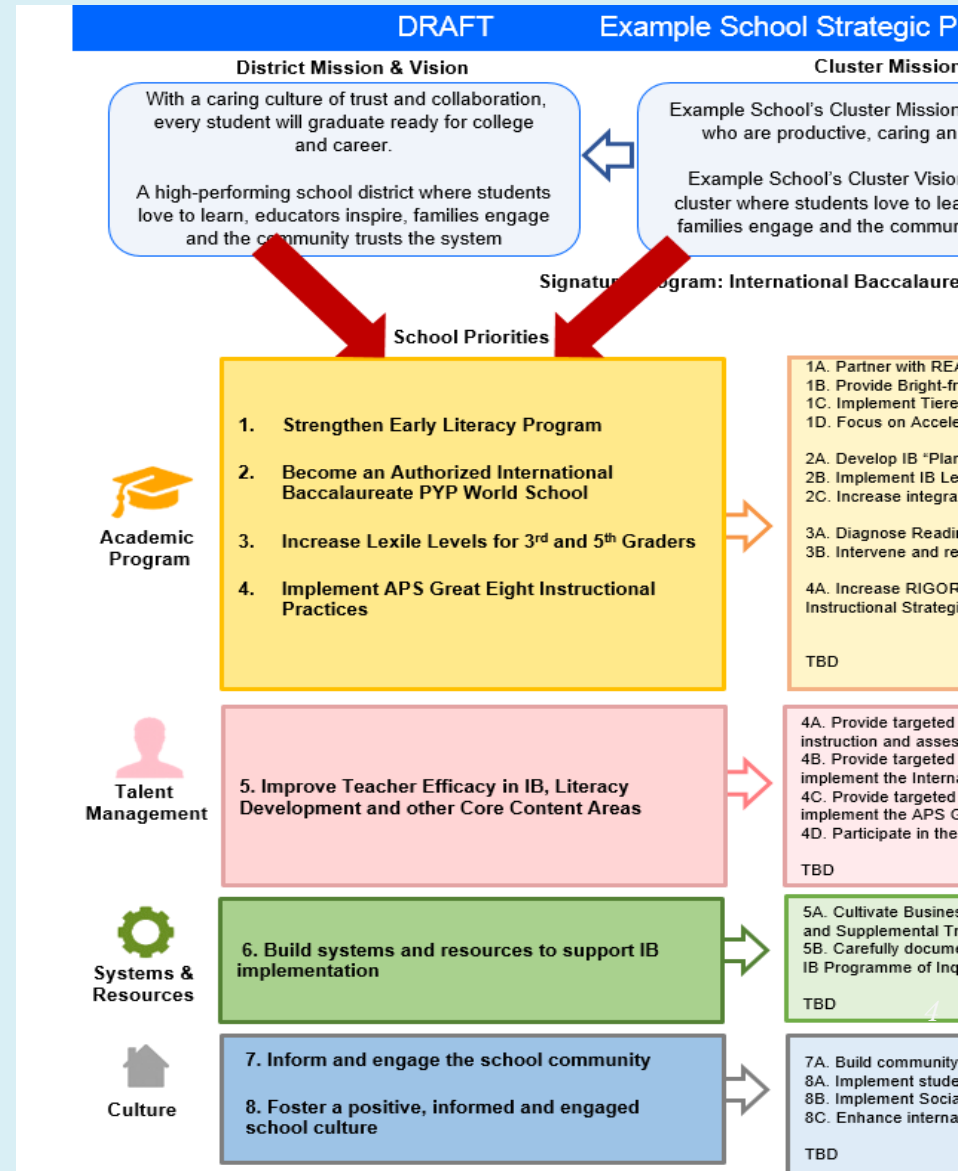 DRAFT Example School Strategic P
District Mission & Vision
With a caring culture of trust and collaboration,
every student will graduate ready for college
and career.
A high-performing school district where students
love to learn, educators inspire, families engage
and the community trusts the system
Cluster Mission
Example School's Cluster Mission
who are productive, caring an
Example School's Cluster Visio
cluster where students love to lea
families engage and the commu
Signatu ogram: International Baccalaure
School Priorities
Academic
Program
1. Strengthen Early Literacy Program
2. Become an Authorized International
Baccalaureate PYP World School
3. Increase Lexile Levels for 3rd and 5th Graders
4. Implement APS Great Eight Instructional
Practices
1A. Partner with REA
1B. Provide Bright-fr
1C. Implement Tiere
1D. Focus on Accele
2A. Develop IB “Plan
2B. Implement IB Le
2C. Increase integra
3A. Diagnose Readi
3B. Intervene and re
4A. Increase RIGOR
Instructional Strategi
TBD
Talent
Management
5. Improve Teacher Efficacy in IB, Literacy
Development and other Core Content Areas
4A. Provide targeted
instruction and asses
4B. Provide targeted
implement the Interna
4C. Provide targeted
implement the APS G
4D. Participate in the
TBD
Systems &
Resources
6. Build systems and resources to support IB
implementation
5A. Cultivate Busines
and Supplemental Tr
5B. Carefully docume
IB Programme of Inq
TBD
4
Culture
7. Inform and engage the school community
8. Foster a positive, informed and engaged
school culture
7A. Build community
8A. Implement stude
8B. Implement Socia
8C. Enhance interna
TBD